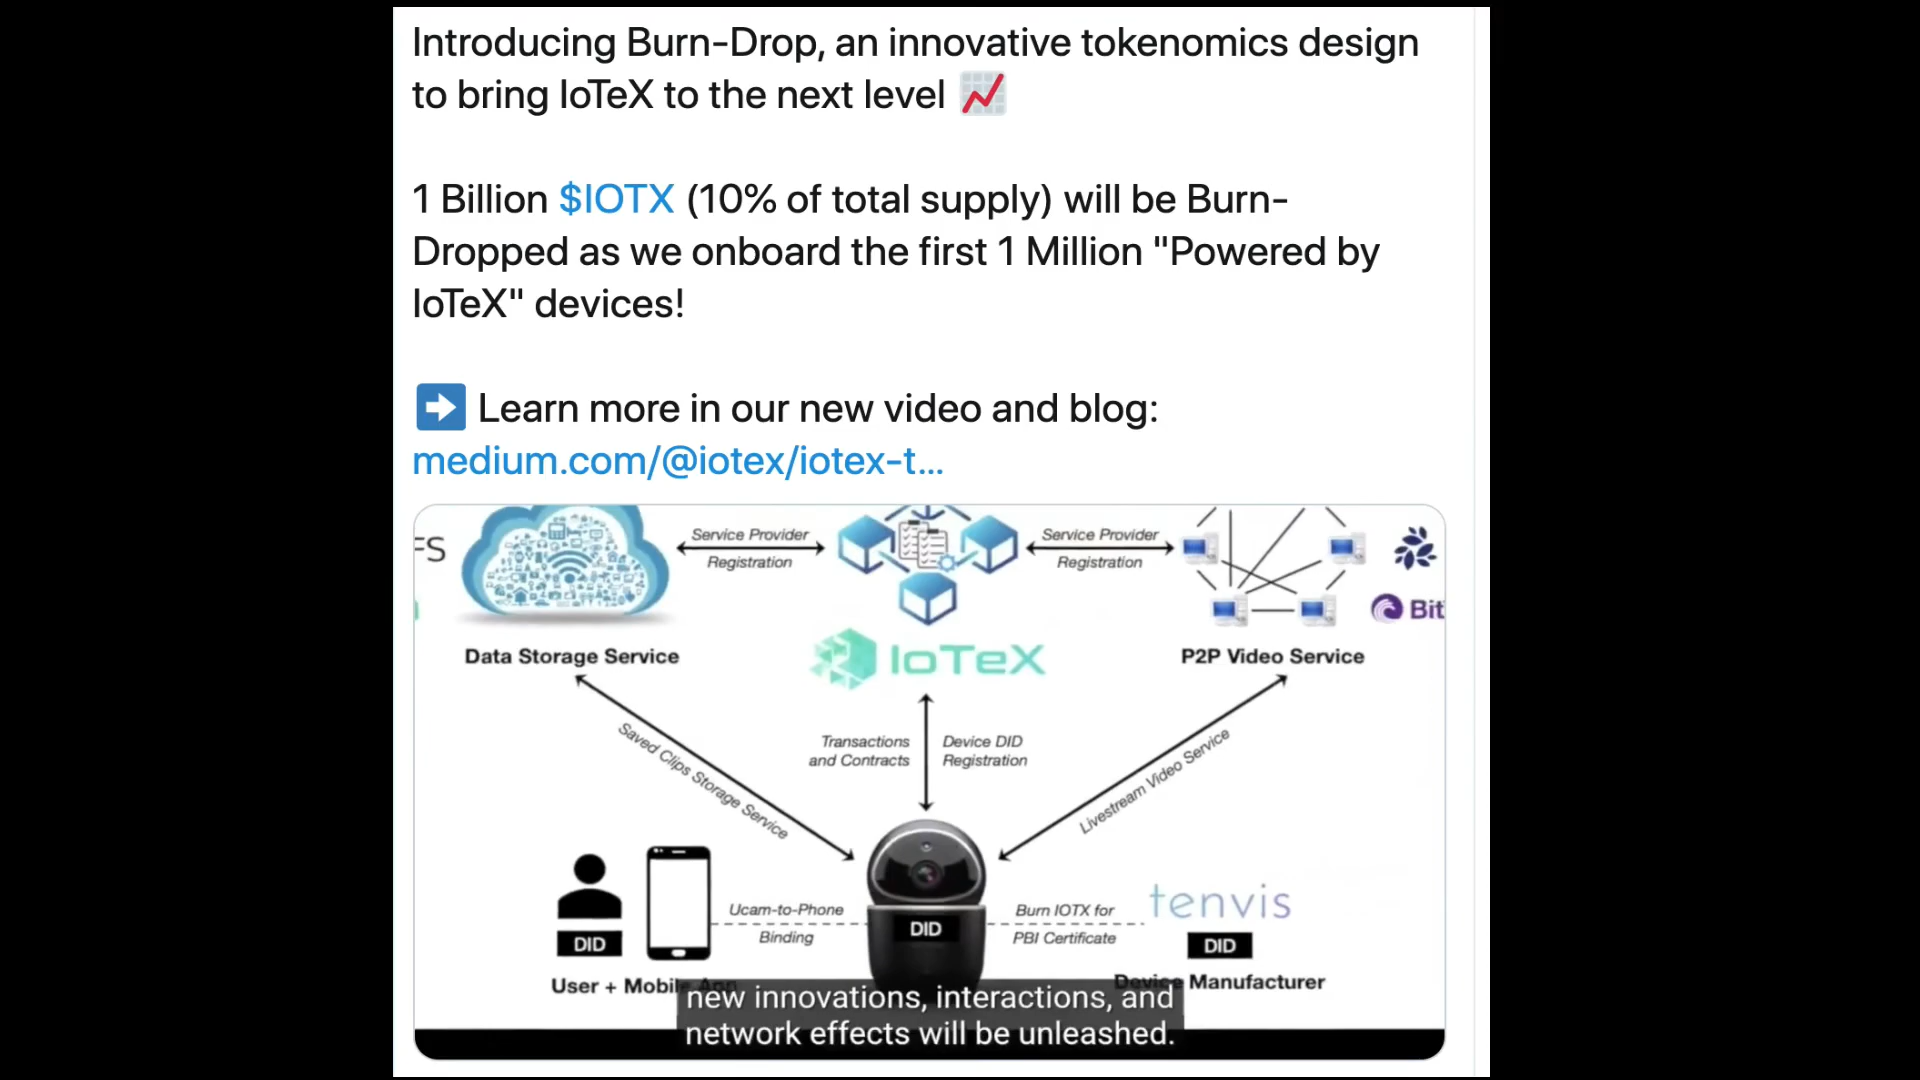 Introducing Burn-Drop, an innovative tokenomics design
to bring IoTeX to the next level
1 Billion $IOTX (10% of total supply) will be Burn-
Dropped as we onboard the first 1 Million "Powered by
IoTeX" devices!
Learn more in our new video and blog:
medium.com/@iotex/iotex-t...
FS
Service Provider
Registration
Service Provider
Registration
Bit
Data Storage Service
IoTeX
P2P Video Service
Saved Clips Storage Service
Transactions
and Contracts
Device DID
Registration
Livestream Video Service
DID
User + Mobile App
Ucam-to-Phone
Binding
DID
Burn IOTX for
PBI Certificate
tenvis
DID
Device Manufacturer
new innovations, interactions, and
network effects will be unleashed.